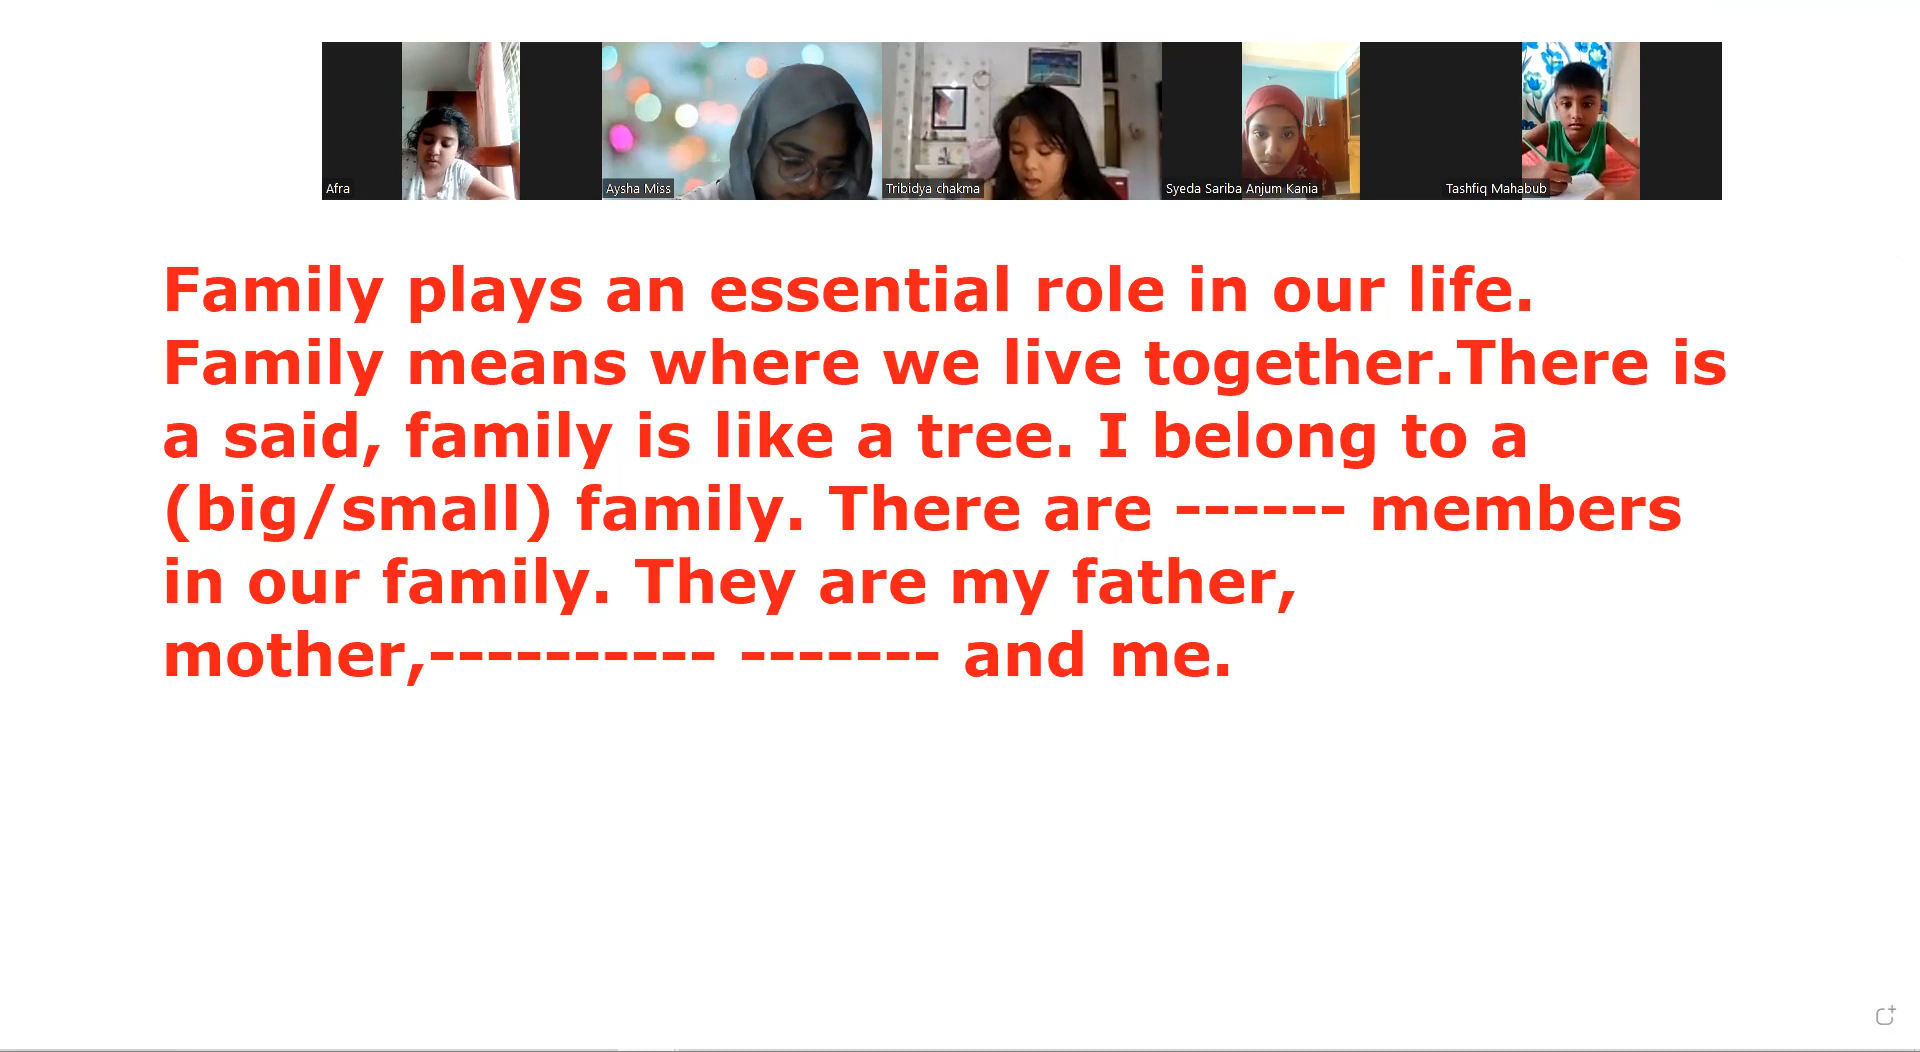 Afra
Aysha Miss
Tribidya chakma
Syeda Sariba Anjum Kania
Tashfiq Mahabub
Family plays an essential role in our life.
Family means where we live together.There is
a said, family is like a tree. I belong to a
(big/small) family. There are ------ members
in our family. They are my father,
mother,---------- ------- and me.